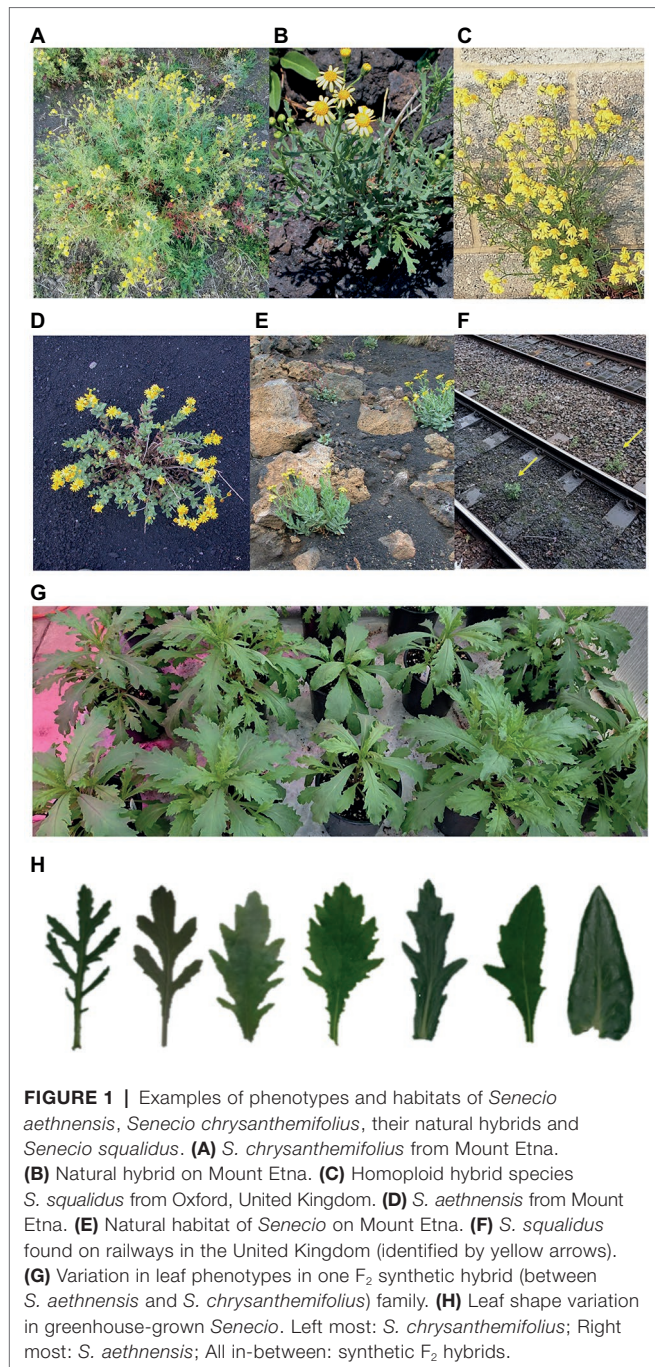 A
B
C
D
E
F
G
H
FIGURE 1 | Examples of phenotypes and habitats of Senecio
aethnensis, Senecio chrysanthemifolius, their natural hybrids and
Senecio squalidus. (A) S. chrysanthemifolius from Mount Etna.
(B) Natural hybrid on Mount Etna. (C) Homoploid hybrid species
S. squalidus from Oxford, United Kingdom. (D) S. aethnensis from Mount
Etna. (E) Natural habitat of Senecio on Mount Etna. (F) S. squalidus
found on railways in the United Kingdom (identified by yellow arrows).
(G) Variation in leaf phenotypes in one F₂ synthetic hybrid (between
S. aethnensis and S. chrysanthemifolius) family. (H) Leaf shape variation
in greenhouse-grown Senecio. Left most: S. chrysanthemifolius; Right
most: S. aethnensis; All in-between: synthetic F₂ hybrids.